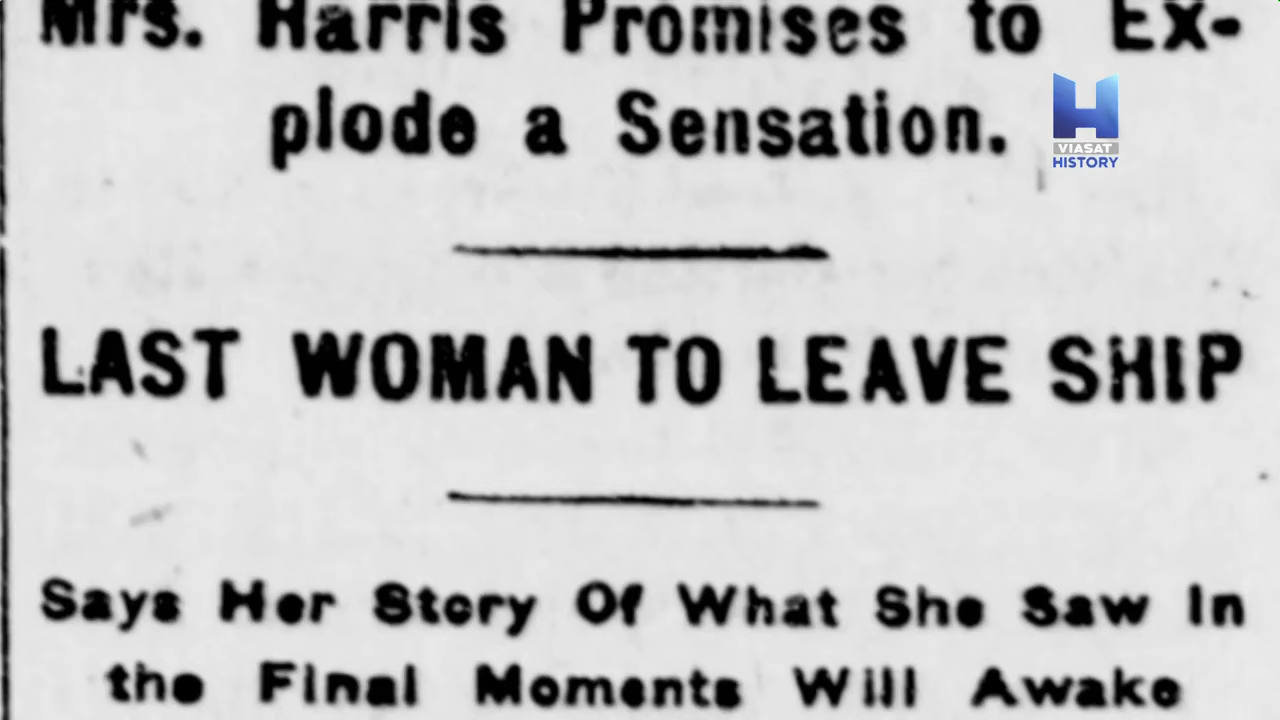 Mrs. Harris Promises to Ex-
plode a Sensation.
H
VIASAT
HISTORY
LAST WOMAN TO LEAVE SHIP
Says Her Story Of What She Saw In
the Final Moments Will Awake